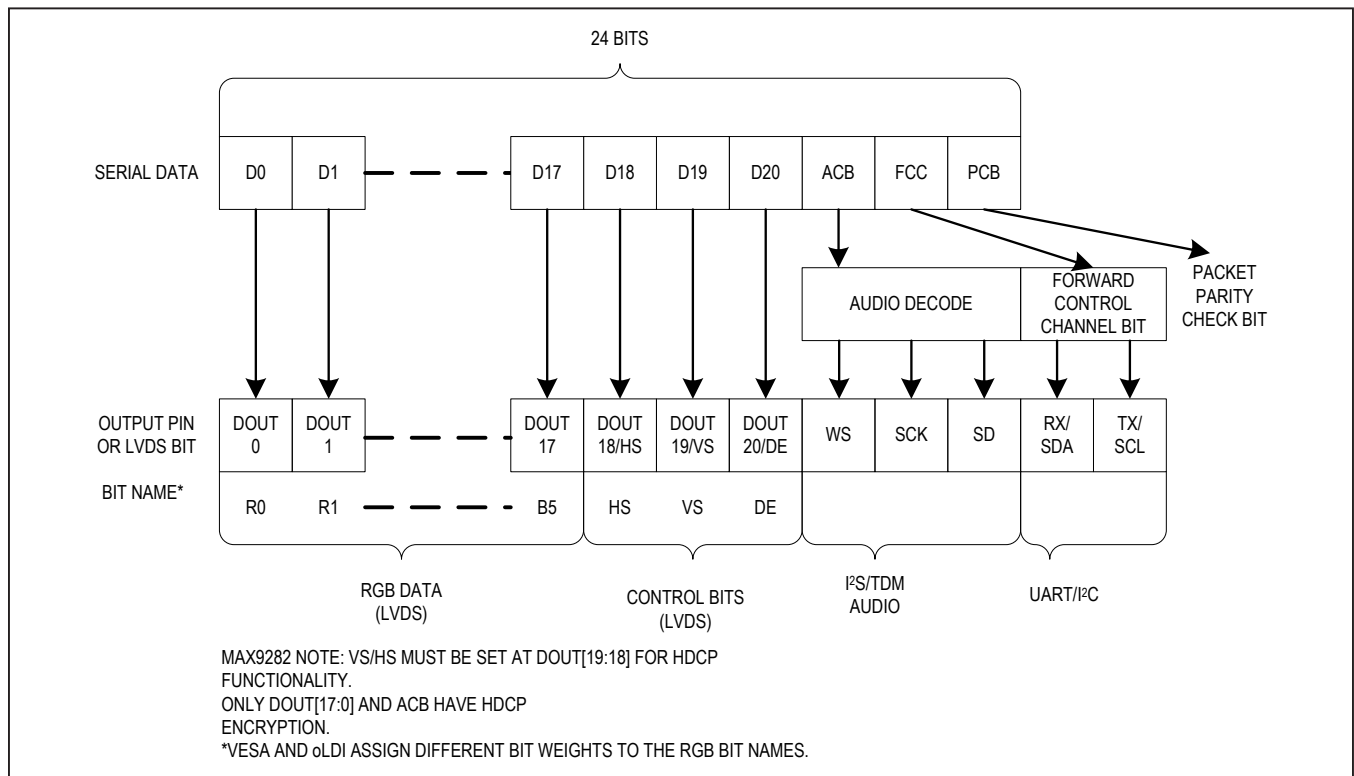 24 BITS
SERIAL DATA D0 D1 D17 D18 D19 D20 ACB FCC PCB
AUDIO DECODE
FORWARD
CONTROL
CHANNEL BIT
PACKET
PARITY
CHECK BIT
OUTPUT PIN
OR LVDS BIT
DOUT
0
DOUT
1
DOUT
17
DOUT
18/HS
DOUT
19/VS
DOUT
20/DE
WS
SCK
SD
RX/
SDA
TX/
SCL
BIT NAME*
R0 R1 B5 HS VS DE
RGB DATA
(LVDS)
CONTROL BITS
(LVDS)
I²S/TDM
AUDIO
UART/I²C
MAX9282 NOTE: VS/HS MUST BE SET AT DOUT[19:18] FOR HDCP
FUNCTIONALITY.
ONLY DOUT[17:0] AND ACB HAVE HDCP
ENCRYPTION.
*VESA AND oLDI ASSIGN DIFFERENT BIT WEIGHTS TO THE RGB BIT NAMES.